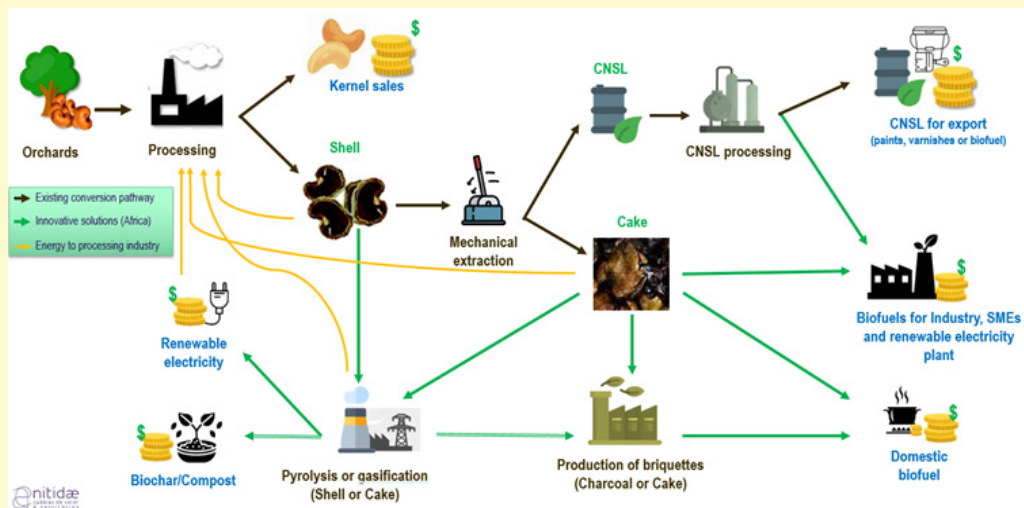 Orchards
Processing
Kernel sales
$
Shell
CNSL
CNSL processing
$
CNSL for export
(paints, varnishes or biofuel)
Existing conversion pathway
Innovative solutions (Africa)
Energy to processing industry
Mechanical
extraction
Cake
$
Biofuels for Industry, SMEs
and renewable electricity
plant
$
Renewable
electricity
$
Biochar/Compost
Pyrolysis or gasification
(Shell or Cake)
Production of briquettes
(Charcoal or Cake)
$
Domestic
biofuel
nitidæ